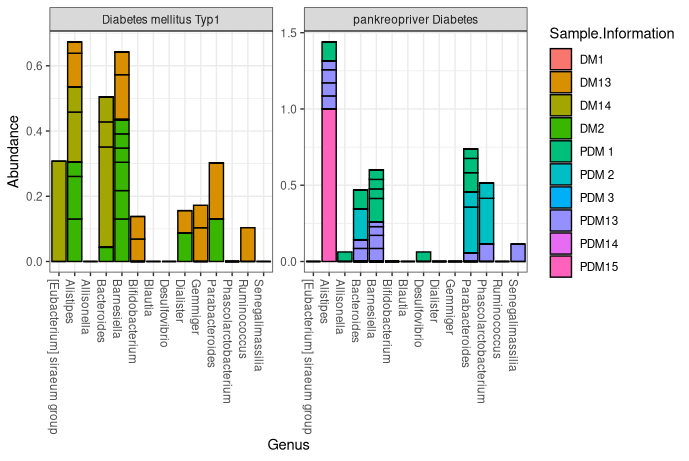 Diabetes mellitus Typ1
pankreopriver Diabetes
Sample.Information
DM1
DM13
DM14
DM2
PDM 1
PDM 2
PDM 3
PDM13
PDM14
PDM15
Abundance
0.6
0.4
0.2
0.0
1.5
1.0
0.5
0.0
[Eubacterium] siraeum group
Alistipes
Allisonella
Bacteroides
Barnesiella
Bifidobacterium
Blautia
Desulfovibrio
Dialister
Gemmiger
Parabacteroides
Phascolarctobacterium
Ruminococcus
Senegalimassilia
[Eubacterium] siraeum group
Alistipes
Allisonella
Bacteroides
Barnesiella
Bifidobacterium
Blautia
Desulfovibrio
Dialister
Gemmiger
Parabacteroides
Phascolarctobacterium
Ruminococcus
Senegalimassilia
Genus